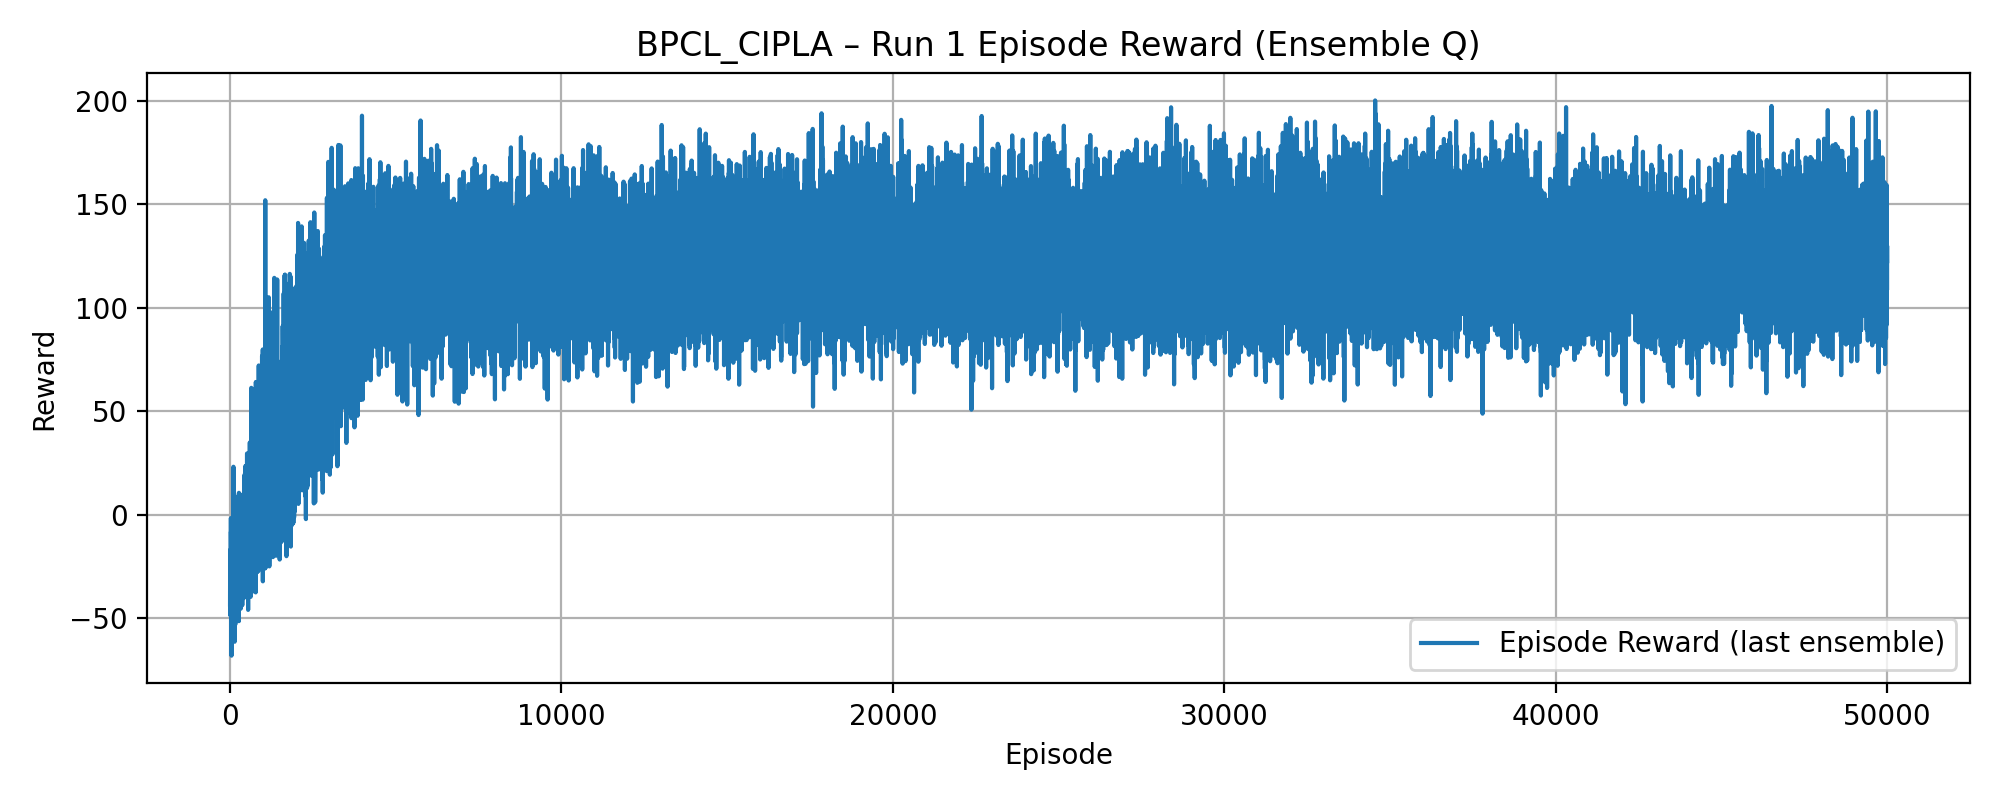 BPCL_CIPLA – Run 1 Episode Reward (Ensemble Q)
200
150
100
50
0
−50
Reward
Episode Reward (last ensemble)
0 10000 20000 30000 40000 50000
Episode